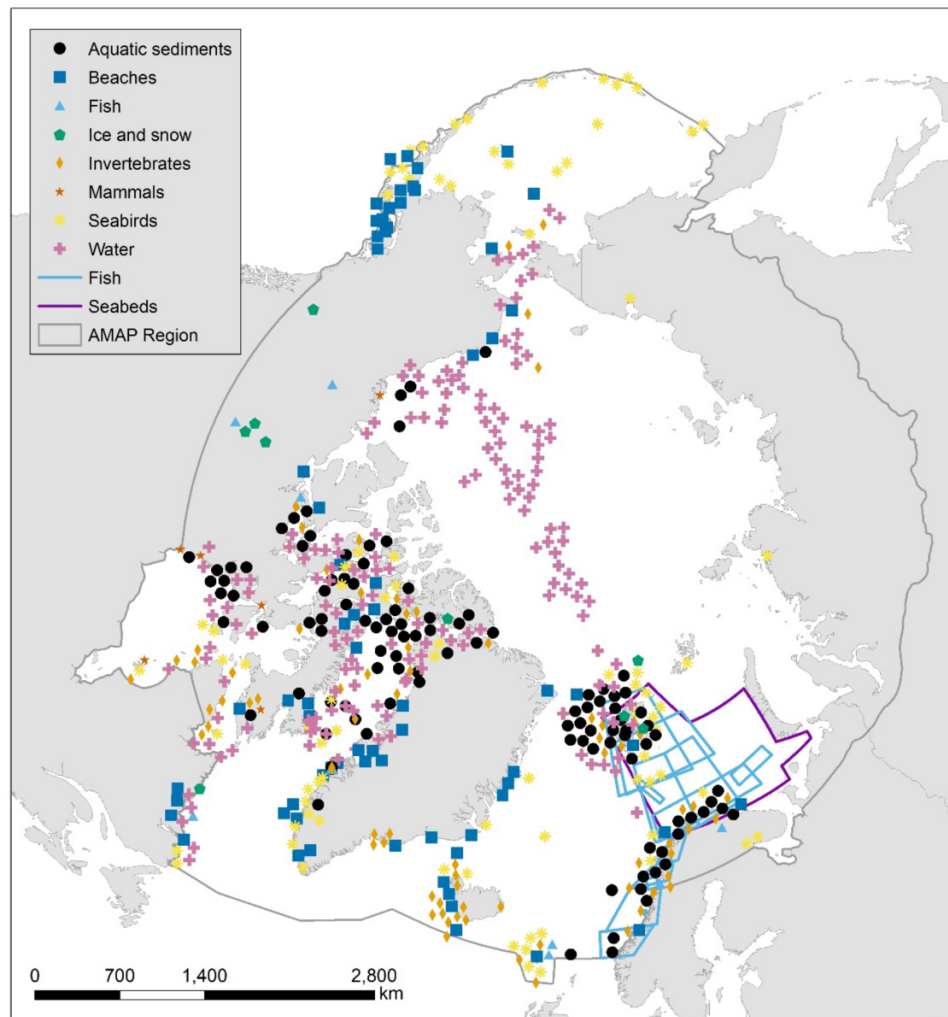 Aquatic sediments
Beaches
Fish
Ice and snow
Invertebrates
Mammals
Seabirds
Water
Fish
Seabeds
AMAP Region
0 700 1,400 2,800
km